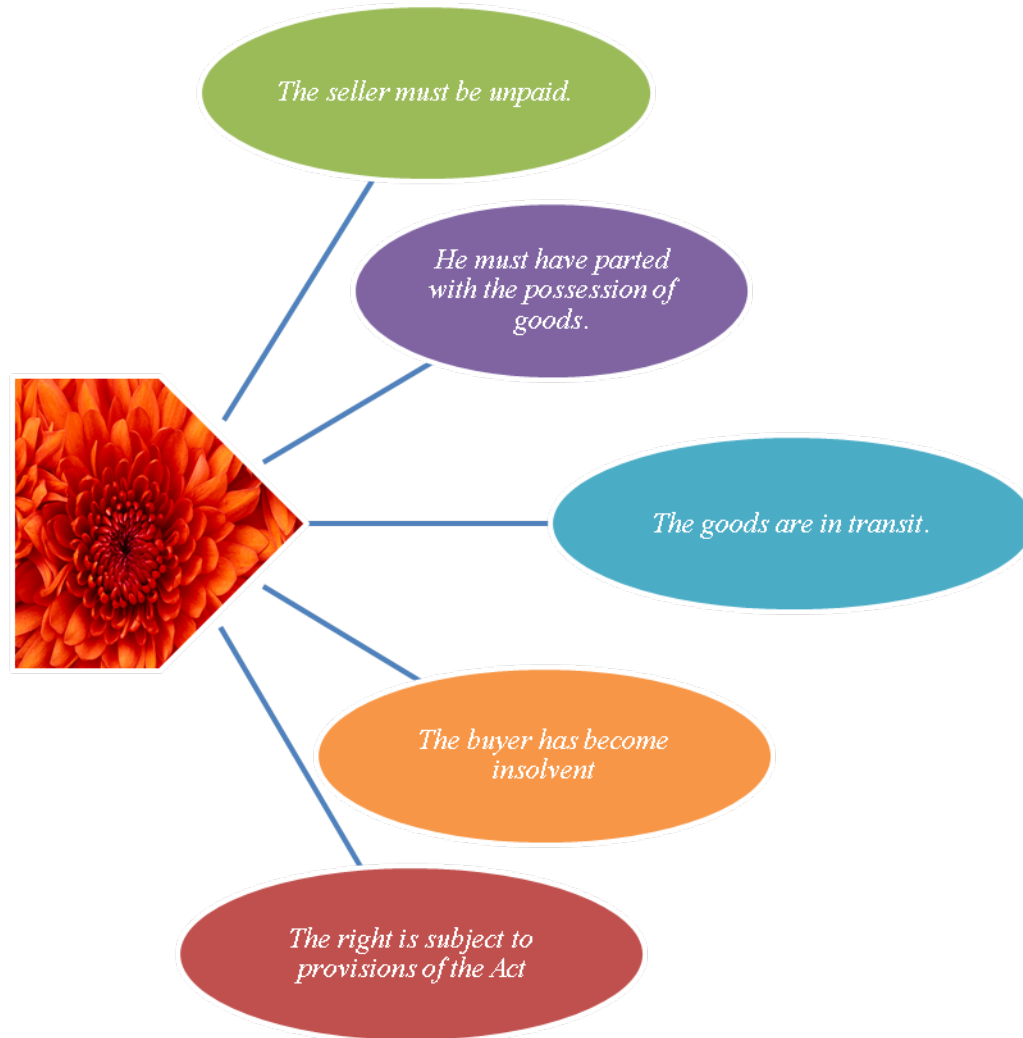 The seller must be unpaid.
He must have parted
with the possession of
goods.
The goods are in transit.
The buyer has become
insolvent
The right is subject to
provisions of the Act